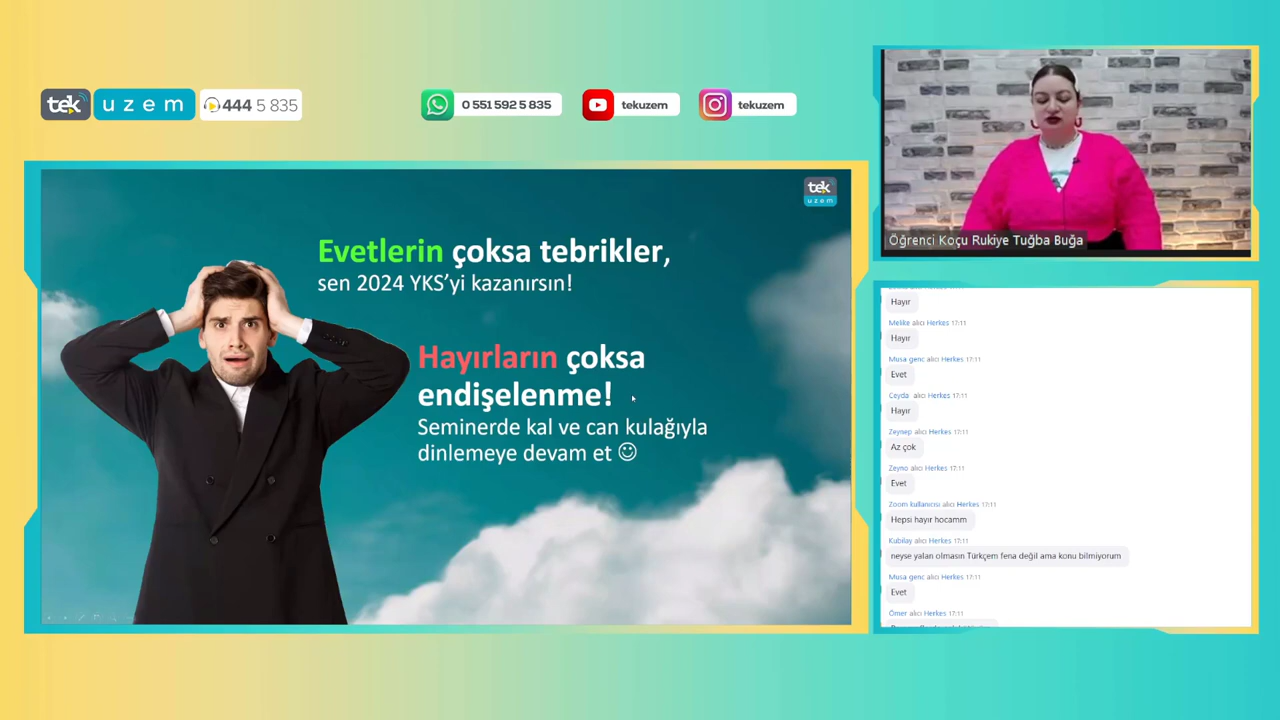 tek uzem 444 5 835
0 551 592 5 835
tekuzem
tekuzem
tek
uzem
Evetlerin çoksa tebrikler,
sen 2024 YKS’yi kazanırsın!
Hayırların çoksa
endişelenme!
Seminerde kal ve can kulağıyla
dinlemeye devam et ☺
Öğrenci Koçu Rukiye Tuğba Buğa
Hayır
Melike alıcı Herkes 17:11
Hayır
Musa genc alıcı Herkes 17:11
Evet
Ceyda alıcı Herkes 17:11
Hayır
Zeynep alıcı Herkes 17:11
Az çok
Zeyno alıcı Herkes 17:11
Evet
Zoom kullanıcısı alıcı Herkes 17:11
Hepsi hayır hocamm
Kubilay alıcı Herkes 17:11
neyse yalan olmasın Türkçem fena değil ama konu bilmiyorum
Musa genc alıcı Herkes 17:11
Evet
Ömer alıcı Herkes 17:11